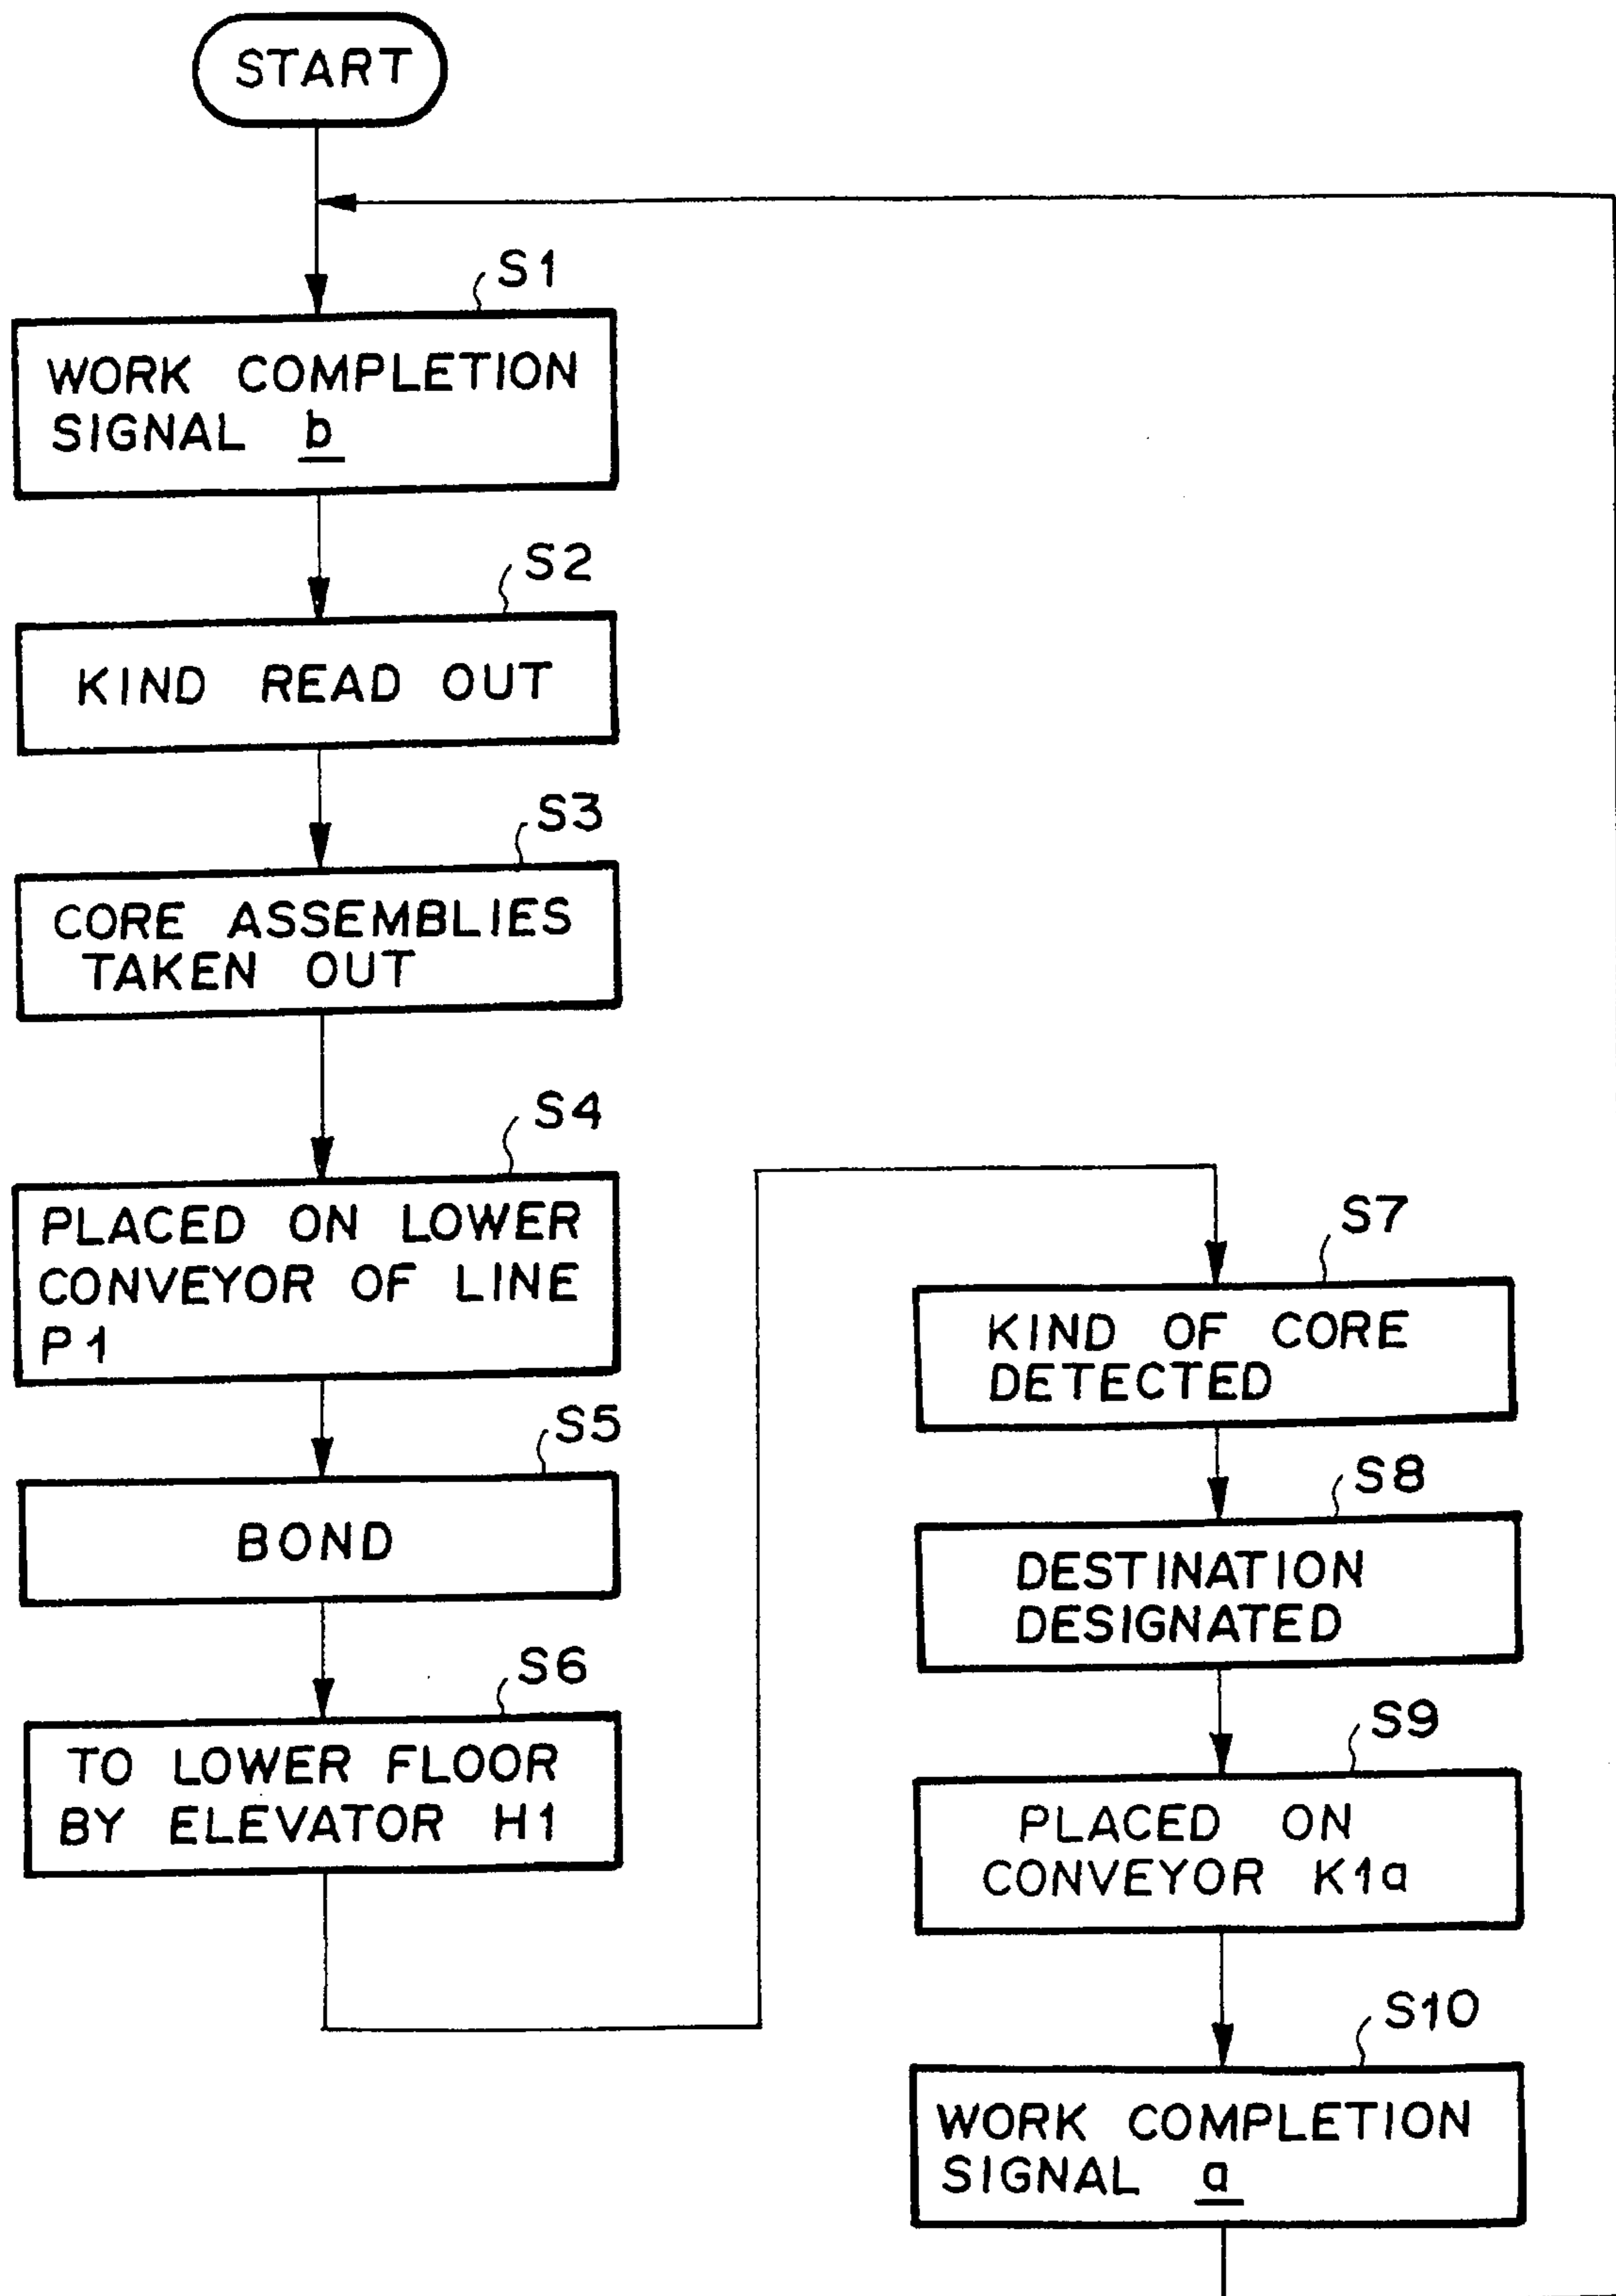 START
S1
WORK COMPLETION
SIGNAL b
S2
KIND READ OUT
S3
CORE ASSEMBLIES
TAKEN OUT
S4
PLACED ON LOWER
CONVEYOR OF LINE
P1
S5
BOND
S6
TO LOWER FLOOR
BY ELEVATOR H1
S7
KIND OF CORE
DETECTED
S8
DESTINATION
DESIGNATED
S9
PLACED ON
CONVEYOR K1a
S10
WORK COMPLETION
SIGNAL a